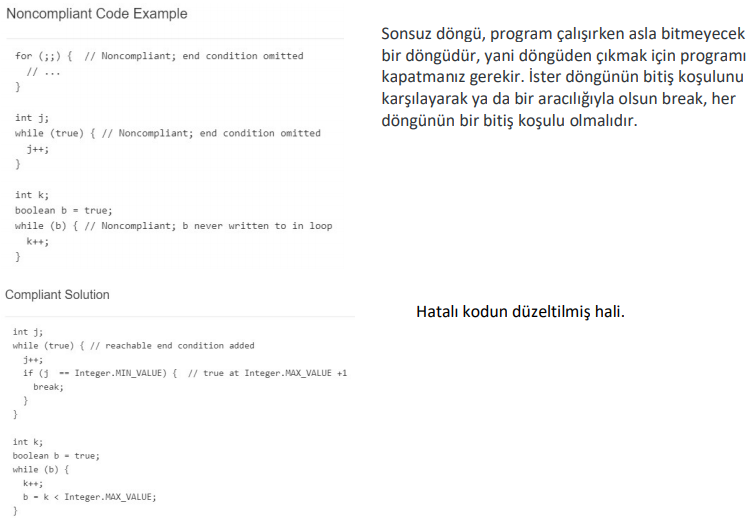 Noncompliant Code Example
for (;;) {  // Noncompliant; end condition omitted
  // ...
}
int j;
while (true) { // Noncompliant; end condition omitted
  j++;
}
int k;
boolean b = true;
while (b) { // Noncompliant; b never written to in loop
  k++;
}
Sonsuz döngü, program çalışırken asla bitmeyecek
bir döngüdür, yani döngüden çıkmak için programı
kapatmanız gerekir. İster döngünün bitiş koşulunu
karşılayarak ya da bir aracılığıyla olsun break, her
döngünün bir bitiş koşulu olmalıdır.
Compliant Solution
int j;
while (true) { // reachable end condition added
  j++;
  if (j  == Integer.MIN_VALUE) {  // true at Integer.MAX_VALUE +1
    break;
  }
}
int k;
boolean b = true;
while (b) {
  k++;
  b = k < Integer.MAX_VALUE;
}
Hatalı kodun düzeltilmiş hali.